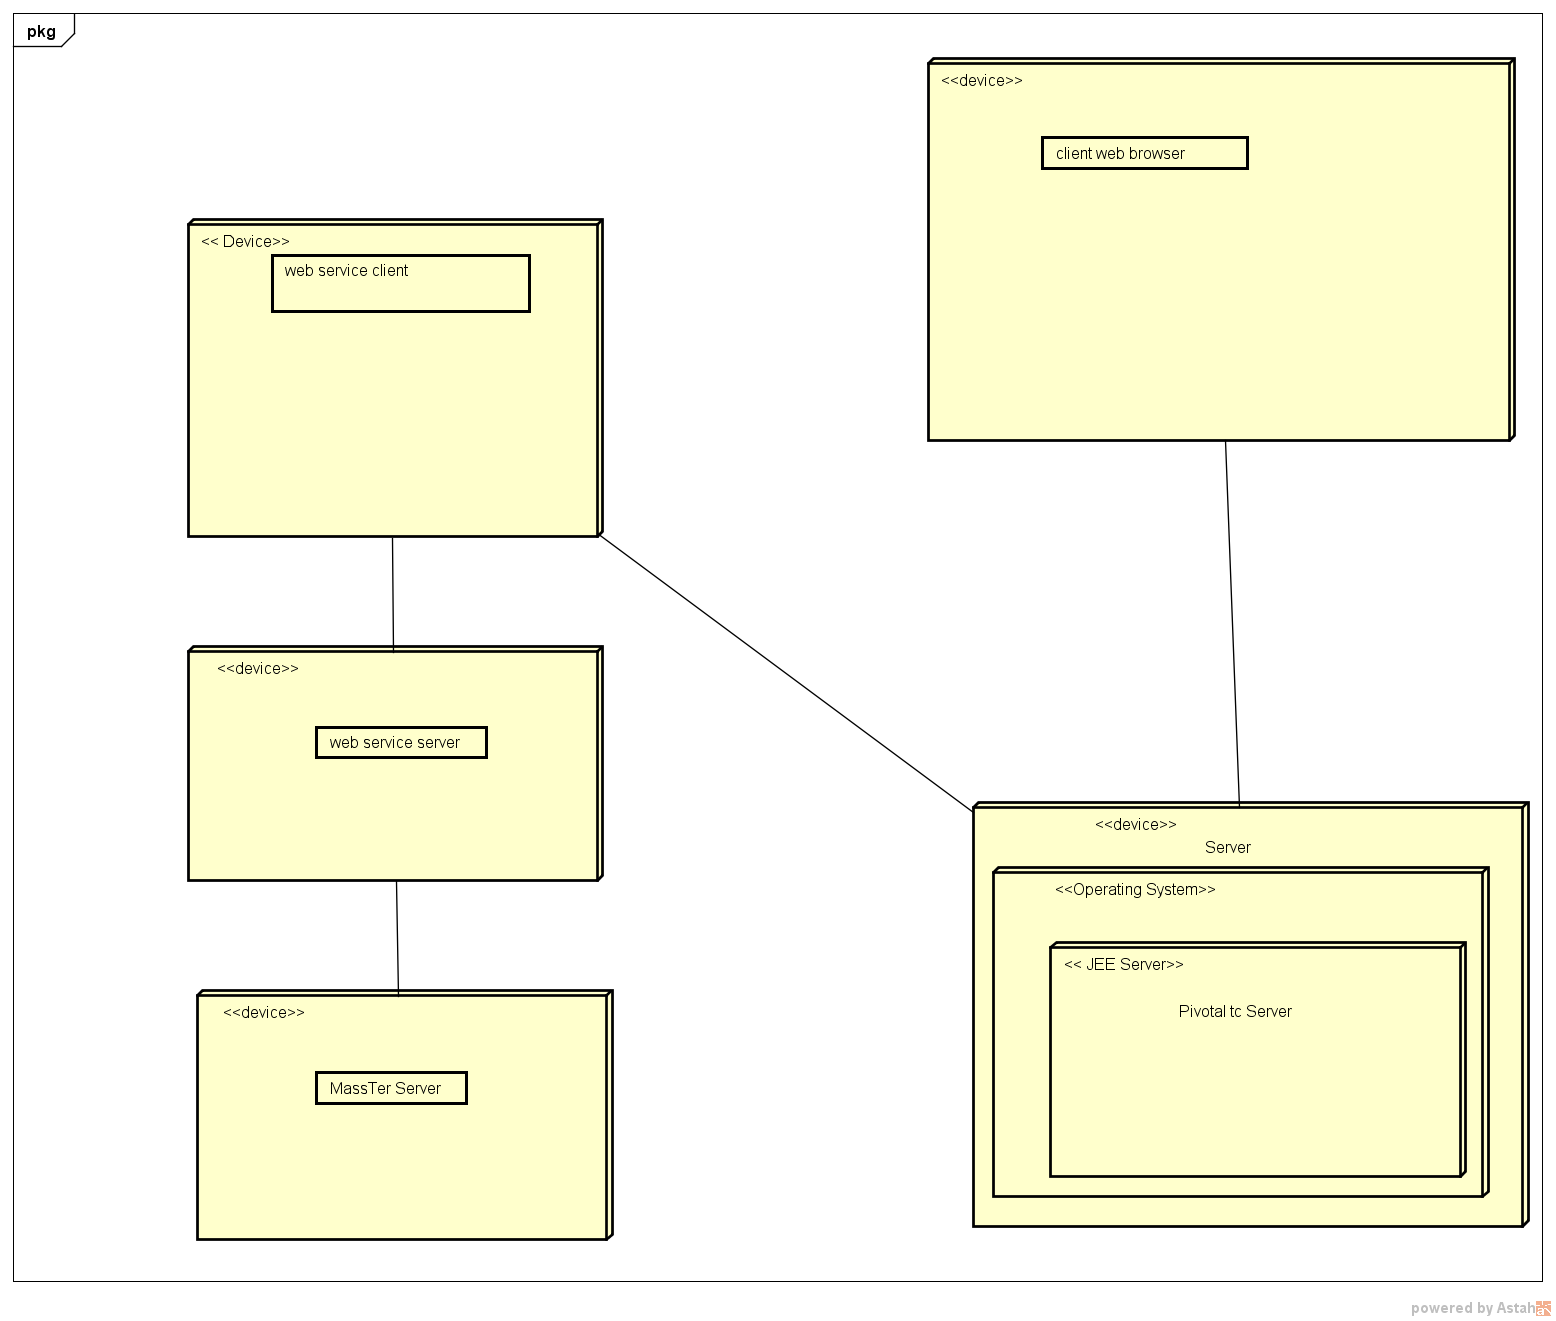 pkg
<<device>>
client web browser
<< Device>>
web service client
<<device>>
web service server
<<device>>
Server
<<Operating System>>
<< JEE Server>>
Pivotal tc Server
<<device>>
MassTer Server
powered by Astah